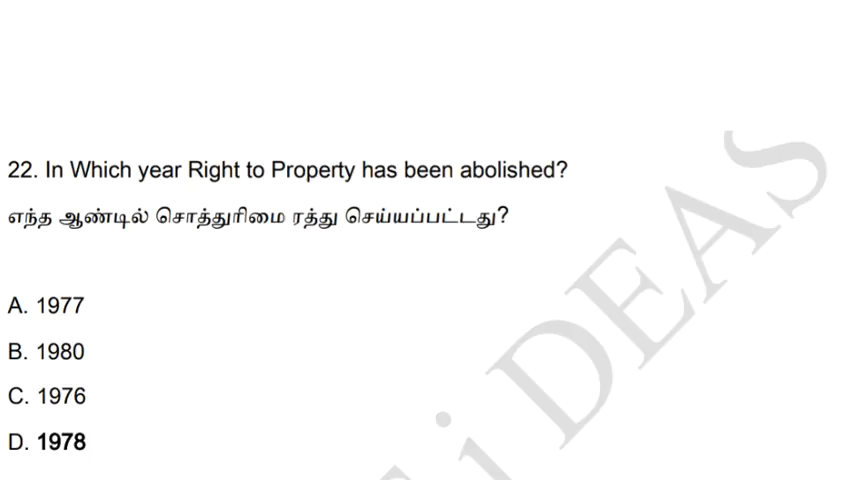 22. In Which year Right to Property has been abolished?
எந்த ஆண்டில் சொத்துரிமை ரத்து செய்யப்பட்டது?
A. 1977
B. 1980
C. 1976
D. 1978
i DEAS